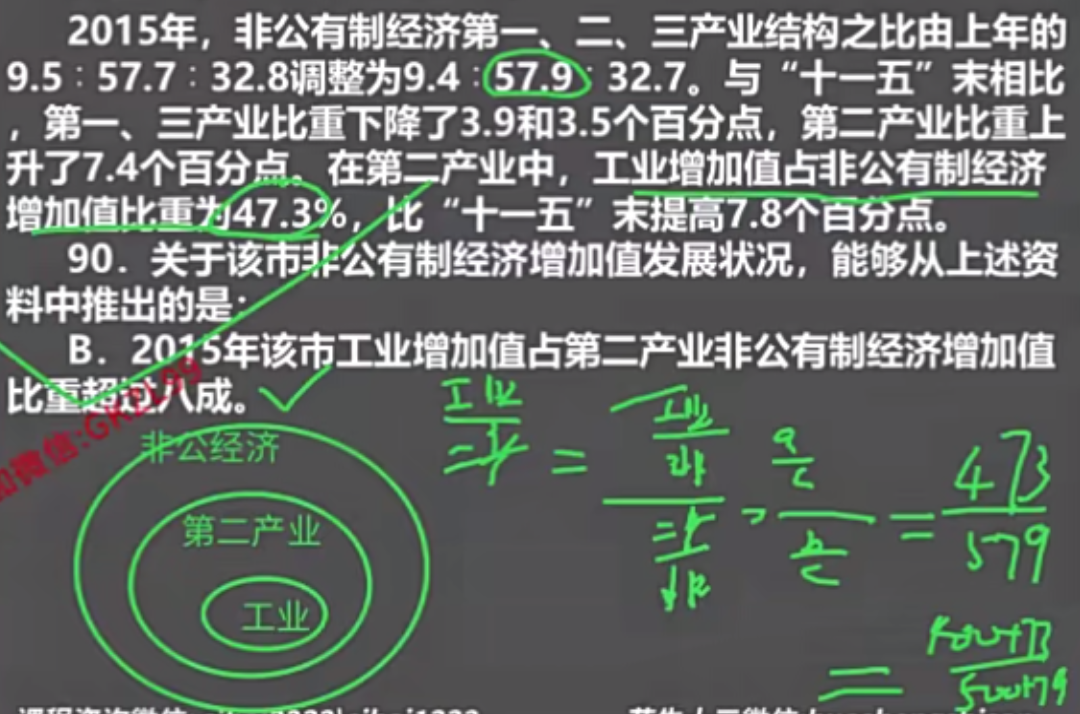 2015年，非公有制经济第一、二、三产业结构之比由上年的
9.5：57.7：32.8调整为9.4：57.9：32.7。与“十一五”末相比
，第一、三产业比重下降了3.9和3.5个百分点，第二产业比重上
升了7.4个百分点。在第二产业中，工业增加值占非公有制经济
增加值比重为47.3%，比“十一五”末提高7.8个百分点。
90．关于该市非公有制经济增加值发展状况，能够从上述资
料中推出的是：
B．2015年该市工业增加值占第二产业非公有制经济增加值
比重超过八成。
微信:GKZL99
非公经济
第二产业
工业
工业
二产
=
工业
非
二产
非
a
c
b
c
=
473
579
=